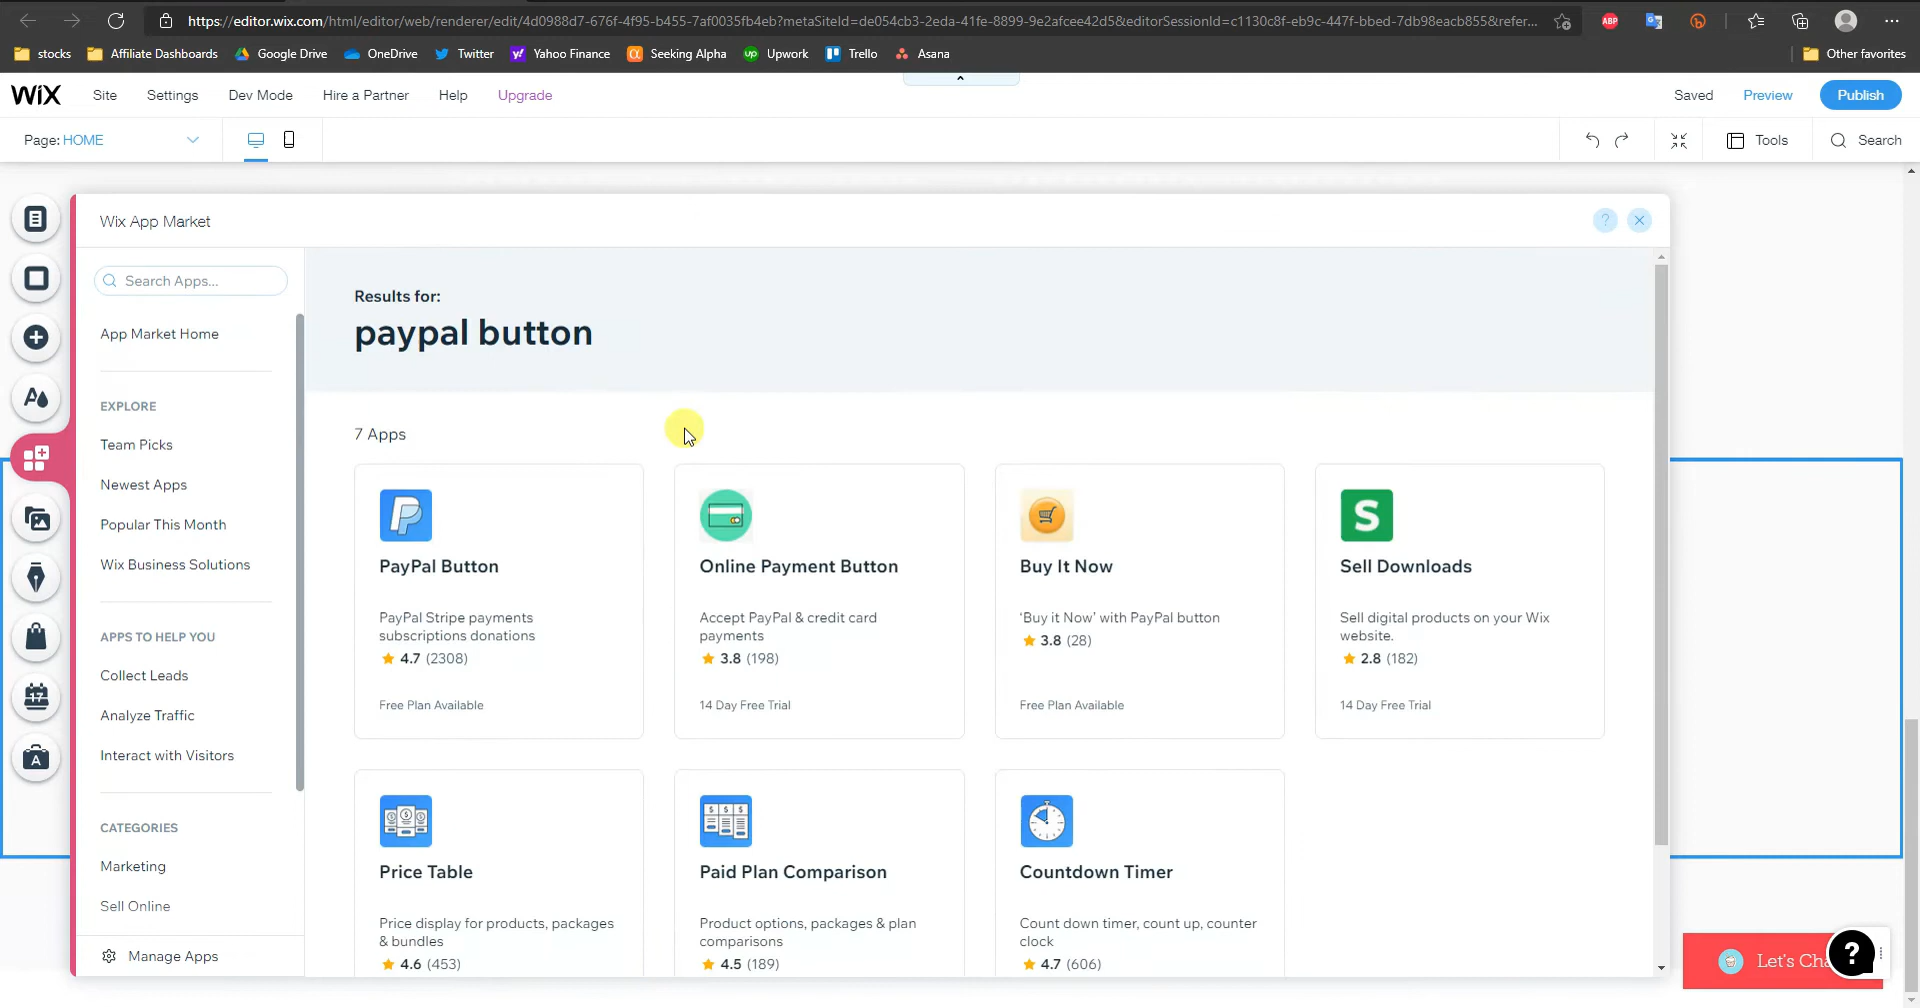 https://editor.wix.com/html/editor/web/renderer/edit/4d0988d7-676f-4f95-b455-7af0035fb4eb?metaSiteId=de054cb3-2eda-41fe-8899-9e2afcee42d5&editorSessionId=c1130c8f-eb9c-447f-bbed-7db98eacb855&refer...
ABP
stocks Affiliate Dashboards Google Drive OneDrive Twitter Yahoo Finance Seeking Alpha Upwork Trello Asana Other favorites
WiX Site Settings Dev Mode Hire a Partner Help Upgrade Saved Preview Publish
Page: HOME Tools Search
Wix App Market
Search Apps...
App Market Home
EXPLORE
Team Picks
Newest Apps
Popular This Month
Wix Business Solutions
APPS TO HELP YOU
Collect Leads
Analyze Traffic
Interact with Visitors
CATEGORIES
Marketing
Sell Online
Manage Apps
Results for:
paypal button
7 Apps
PayPal Button
PayPal Stripe payments
subscriptions donations
4.7 (2308)
Free Plan Available
Online Payment Button
Accept PayPal & credit card
payments
3.8 (198)
14 Day Free Trial
Buy It Now
'Buy it Now' with PayPal button
3.8 (28)
Free Plan Available
S
Sell Downloads
Sell digital products on your Wix
website.
2.8 (182)
14 Day Free Trial
Price Table
Price display for products, packages
& bundles
4.6 (453)
Paid Plan Comparison
Product options, packages & plan
comparisons
4.5 (189)
Countdown Timer
Count down timer, count up, counter
clock
4.7 (606)
Let's Cha
?